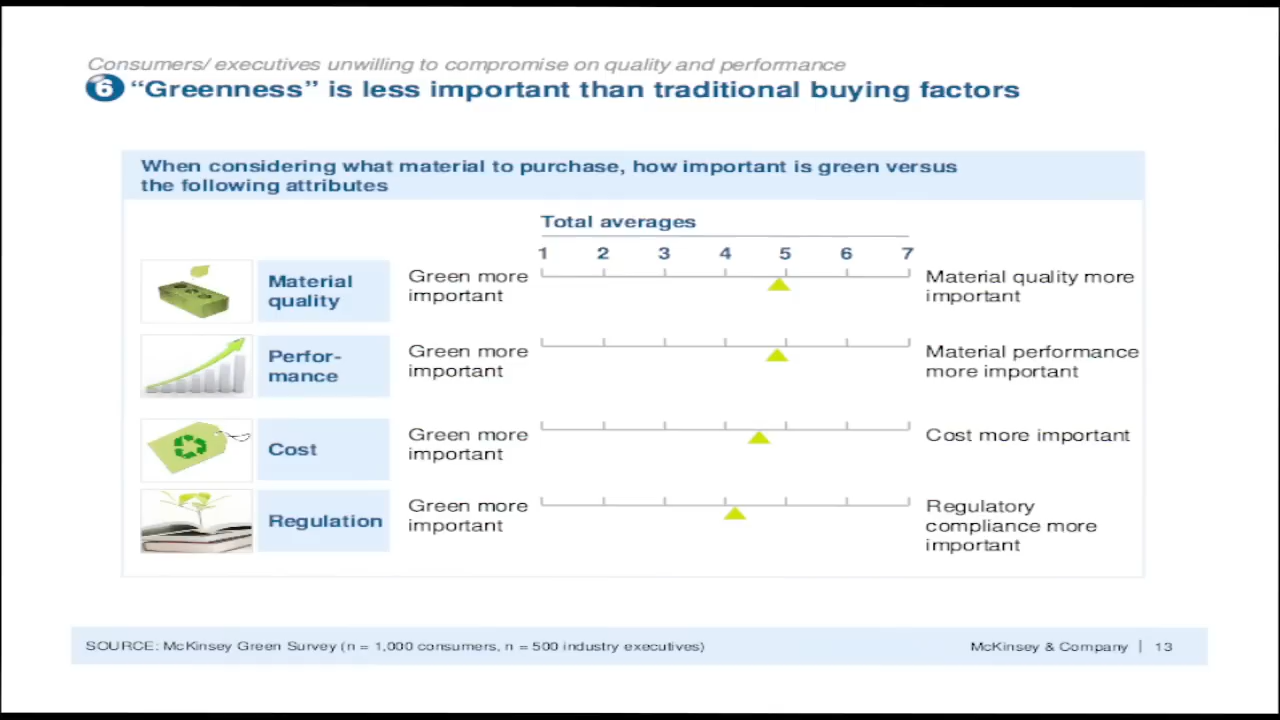 Consumers/ executives unwilling to compromise on quality and performance
6 “Greenness” is less important than traditional buying factors
When considering what material to purchase, how important is green versus
the following attributes
Total averages
1 2 3 4 5 6 7
Material
quality
Green more
important
Material quality more
important
Perfor-
mance
Green more
important
Material performance
more important
Cost
Green more
important
Cost more important
Regulation
Green more
important
Regulatory
compliance more
important
SOURCE: McKinsey Green Survey (n = 1,000 consumers, n = 500 industry executives)
McKinsey & Company | 13